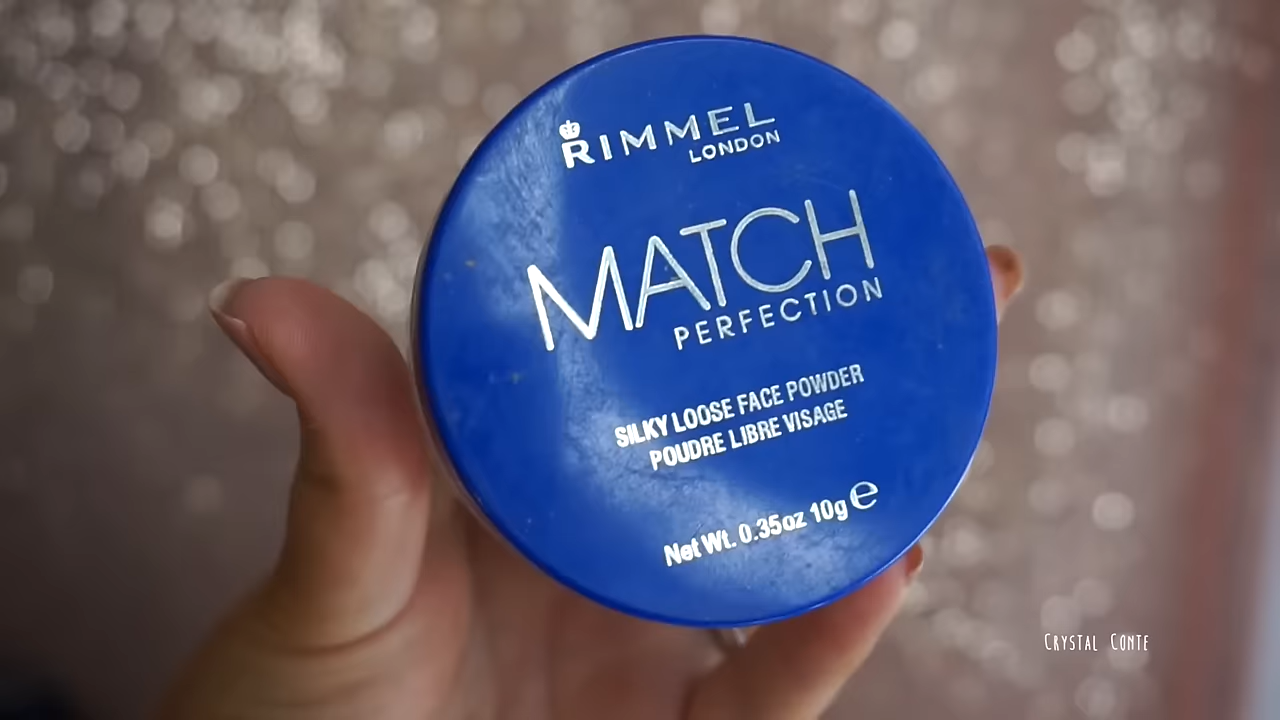 RIMMEL
LONDON
MATCH
PERFECTION
SILKY LOOSE FACE POWDER
POUDRE LIBRE VISAGE
Net Wt. 0.35oz 10g ℮
CRYSTAL CONTE